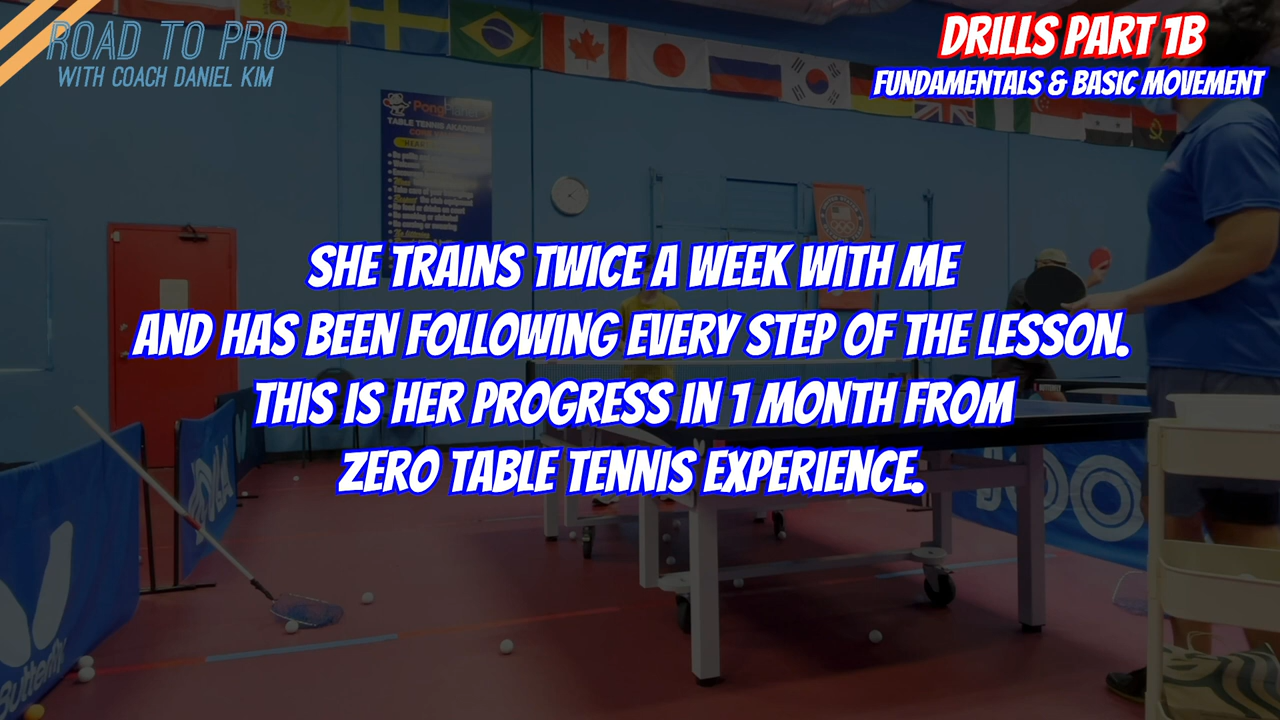 ROAD TO PRO
WITH COACH DANIEL KIM
DRILLS PART 1B
FUNDAMENTALS & BASIC MOVEMENT
TABLE TENNIS ACADEMY
SHE TRAINS TWICE A WEEK WITH ME
AND HAS BEEN FOLLOWING EVERY STEP OF THE LESSON.
THIS IS HER PROGRESS IN 1 MONTH FROM
ZERO TABLE TENNIS EXPERIENCE.
Butterfly